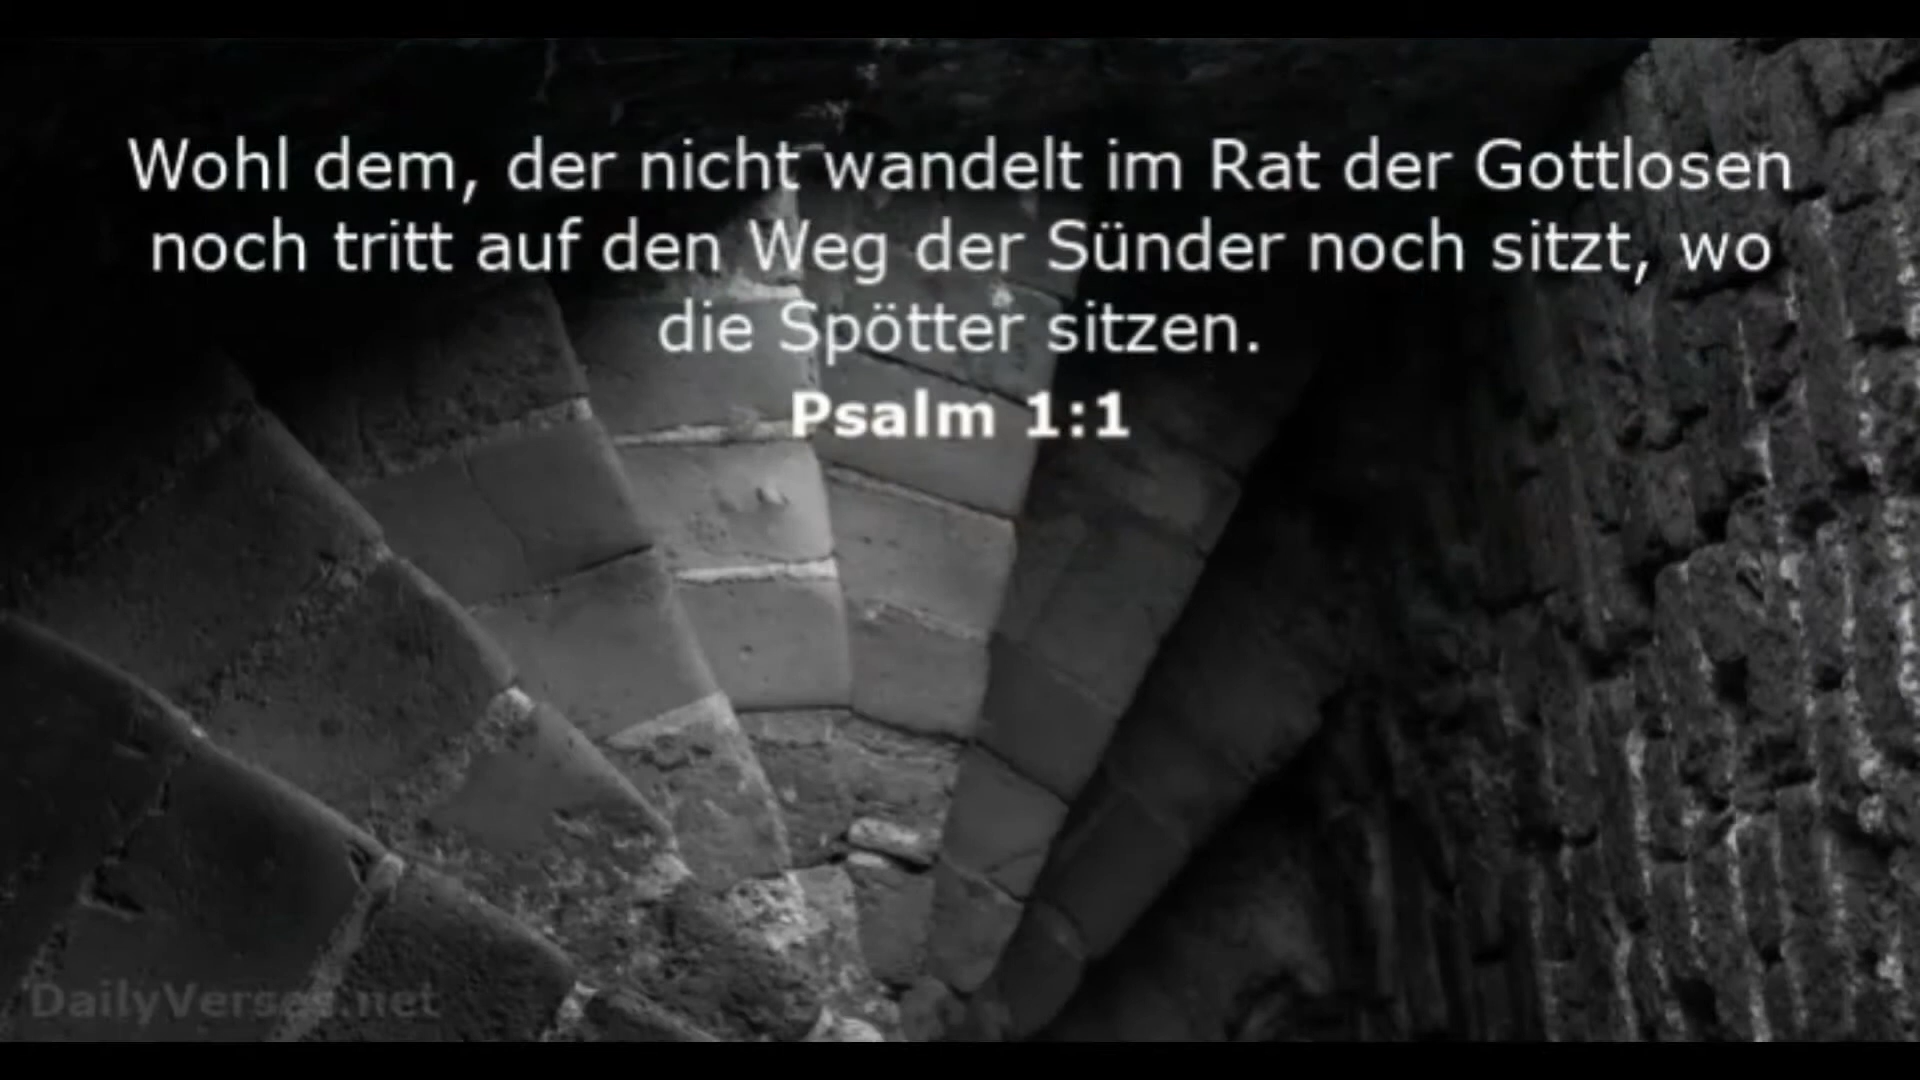 Wohl dem, der nicht wandelt im Rat der Gottlosen
noch tritt auf den Weg der Sünder noch sitzt, wo
die Spötter sitzen.
Psalm 1:1
DailyVerses.net